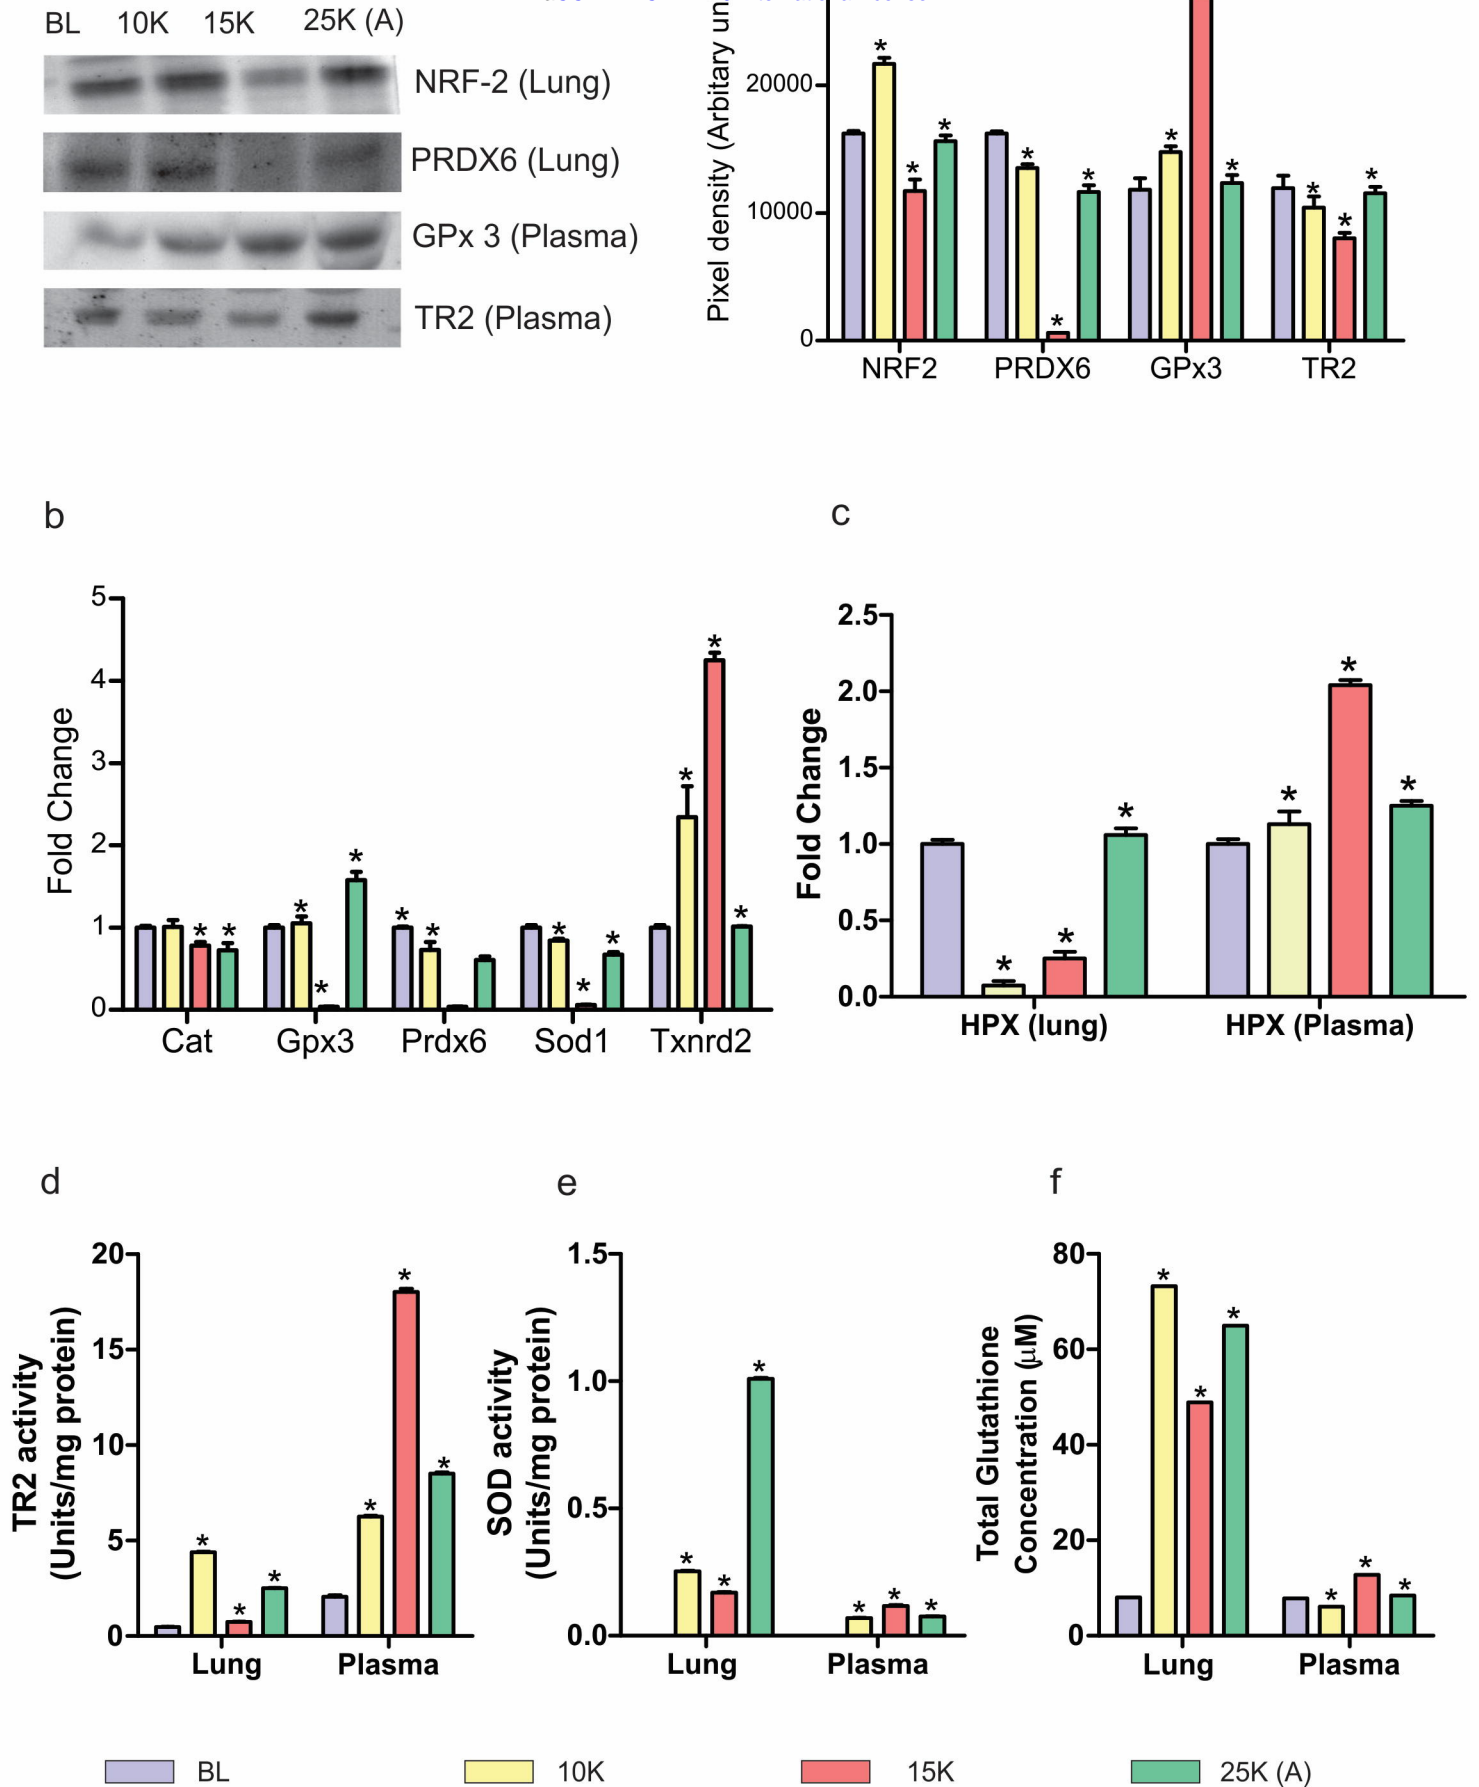 BL 10K 15K 25K (A)
NRF-2 (Lung)
PRDX6 (Lung)
GPx 3 (Plasma)
TR2 (Plasma)
Pixel density (Arbitary
20000
10000
0
* * * * * * * * * * * *
NRF2 PRDX6 GPx3 TR2
b
Fold Change
5
4
3
2
1
0
* * * * * * * * * * * * *
Cat Gpx3 Prdx6 Sod1 Txnrd2
c
Fold Change
2.5
2.0
1.5
1.0
0.5
0.0
* * * * * *
HPX (lung) HPX (Plasma)
d
TR2 activity
(Units/mg protein)
20
15
10
5
0
* * * * * *
Lung Plasma
e
SOD activity
(Units/mg protein)
1.5
1.0
0.5
0.0
* * * * * *
Lung Plasma
f
Total Glutathione
Concentration (μM)
80
60
40
20
0
* * * * * *
Lung Plasma
BL 10K 15K 25K (A)